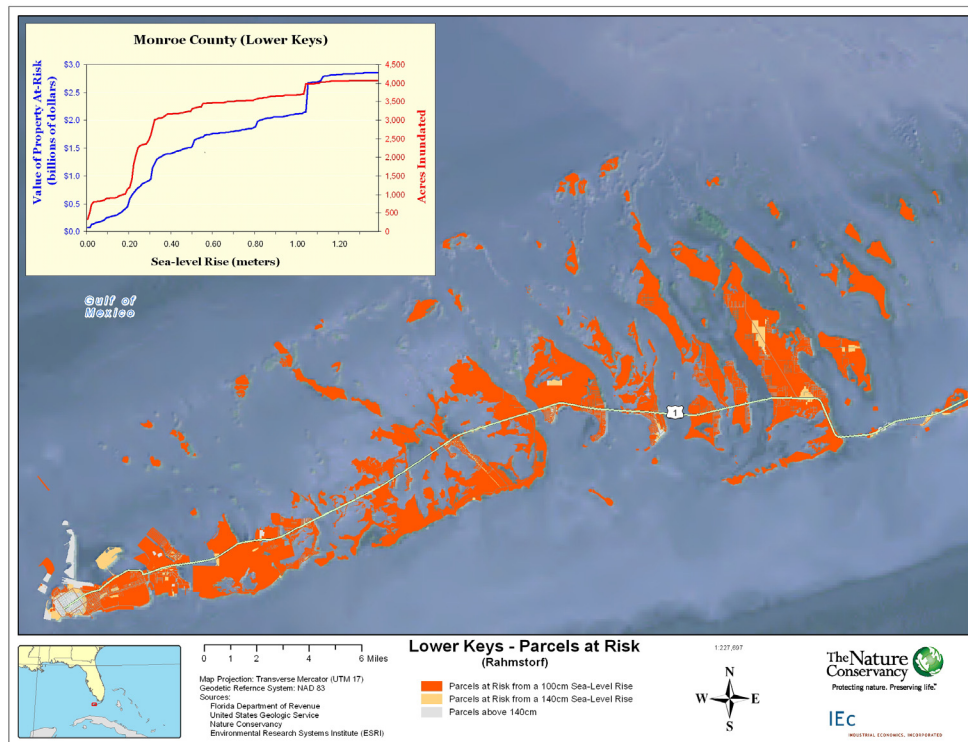 Monroe County (Lower Keys)
Value of Property At-Risk
(billions of dollars)
$3.0
$2.5
$2.0
$1.5
$1.0
$0.5
$0.0
4,500
4,000
3,500
3,000
2,500
2,000
1,500
1,000
500
0
Acres Inundated
0.00 0.20 0.40 0.60 0.80 1.00 1.20
Sea-level Rise (meters)
Gulf of
Mexico
1
0 1 2 4 6 Miles
Map Projection: Transverse Mercator (UTM 17)
Geodetic Refernce System: NAD 83
Sources:
Florida Department of Revenue
United States Geologic Service
Nature Conservancy
Environmental Research Systems Institute (ESRI)
Lower Keys - Parcels at Risk
(Rahmstorf)
Parcels at Risk from a 100cm Sea-Level Rise
Parcels at Risk from a 140cm Sea-Level Rise
Parcels above 140cm
1:227,697
N
W E
S
The Nature
Conservancy
Protecting nature. Preserving life.™
IEc
INDUSTRIAL ECONOMICS, INCORPORATED